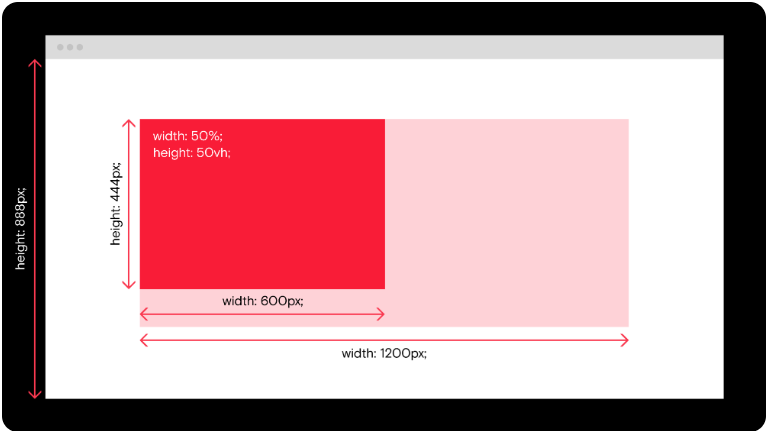 width: 50%;
height: 50vh;
height: 444px;
height: 888px;
width: 600px;
width: 1200px;